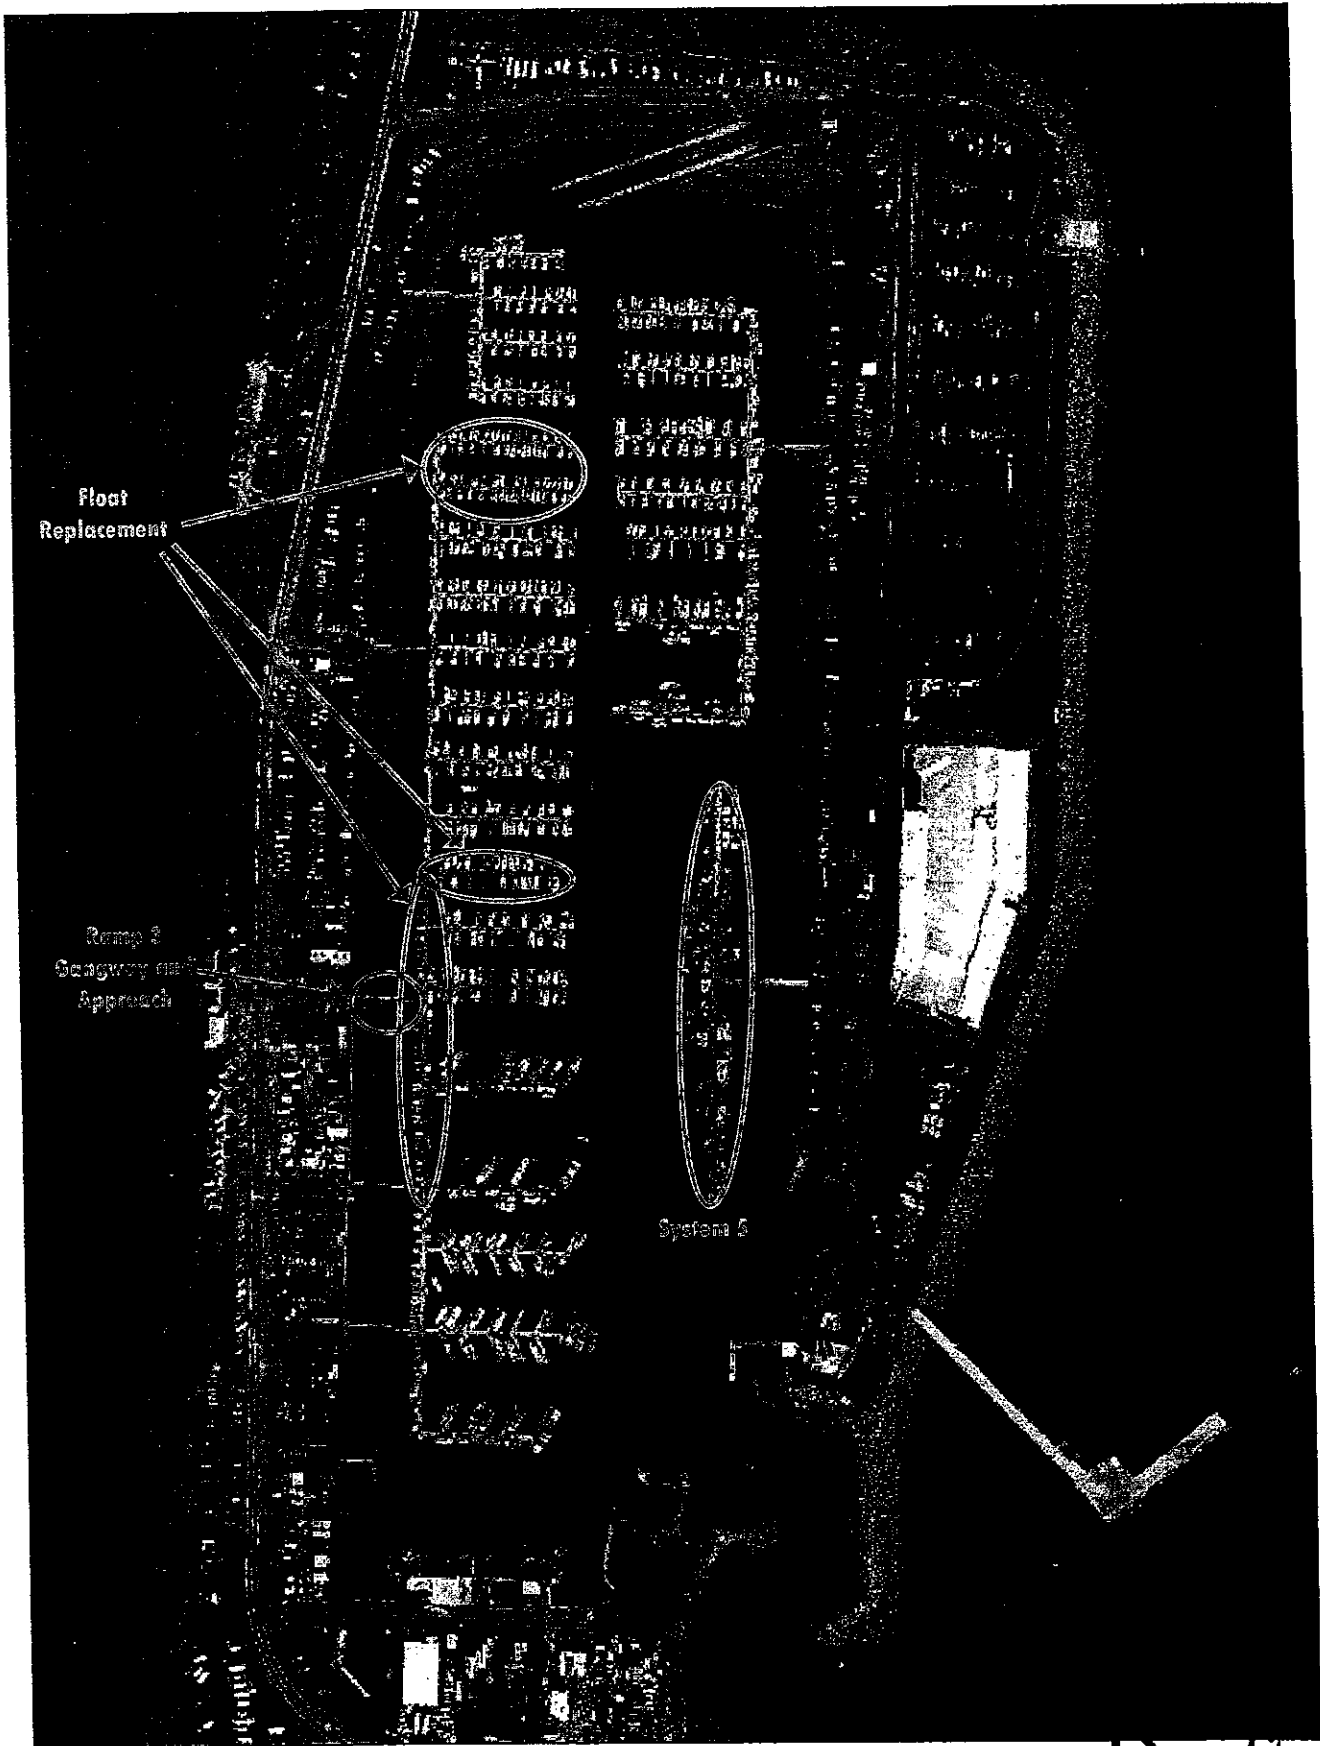 Float
Replacement
Ramp 3
Gangway and
Approach
System 5